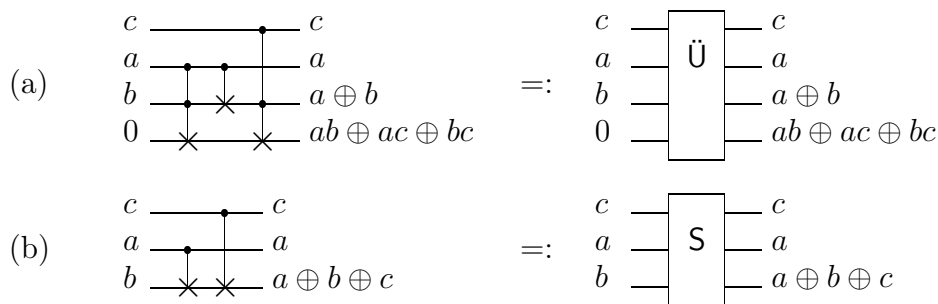 c c c c
a a a a
(a) b a ⊕ b =: Ü b a ⊕ b
0 ab ⊕ ac ⊕ bc 0 ab ⊕ ac ⊕ bc
c c c c
(b) a a =: S a a
b a ⊕ b ⊕ c b a ⊕ b ⊕ c